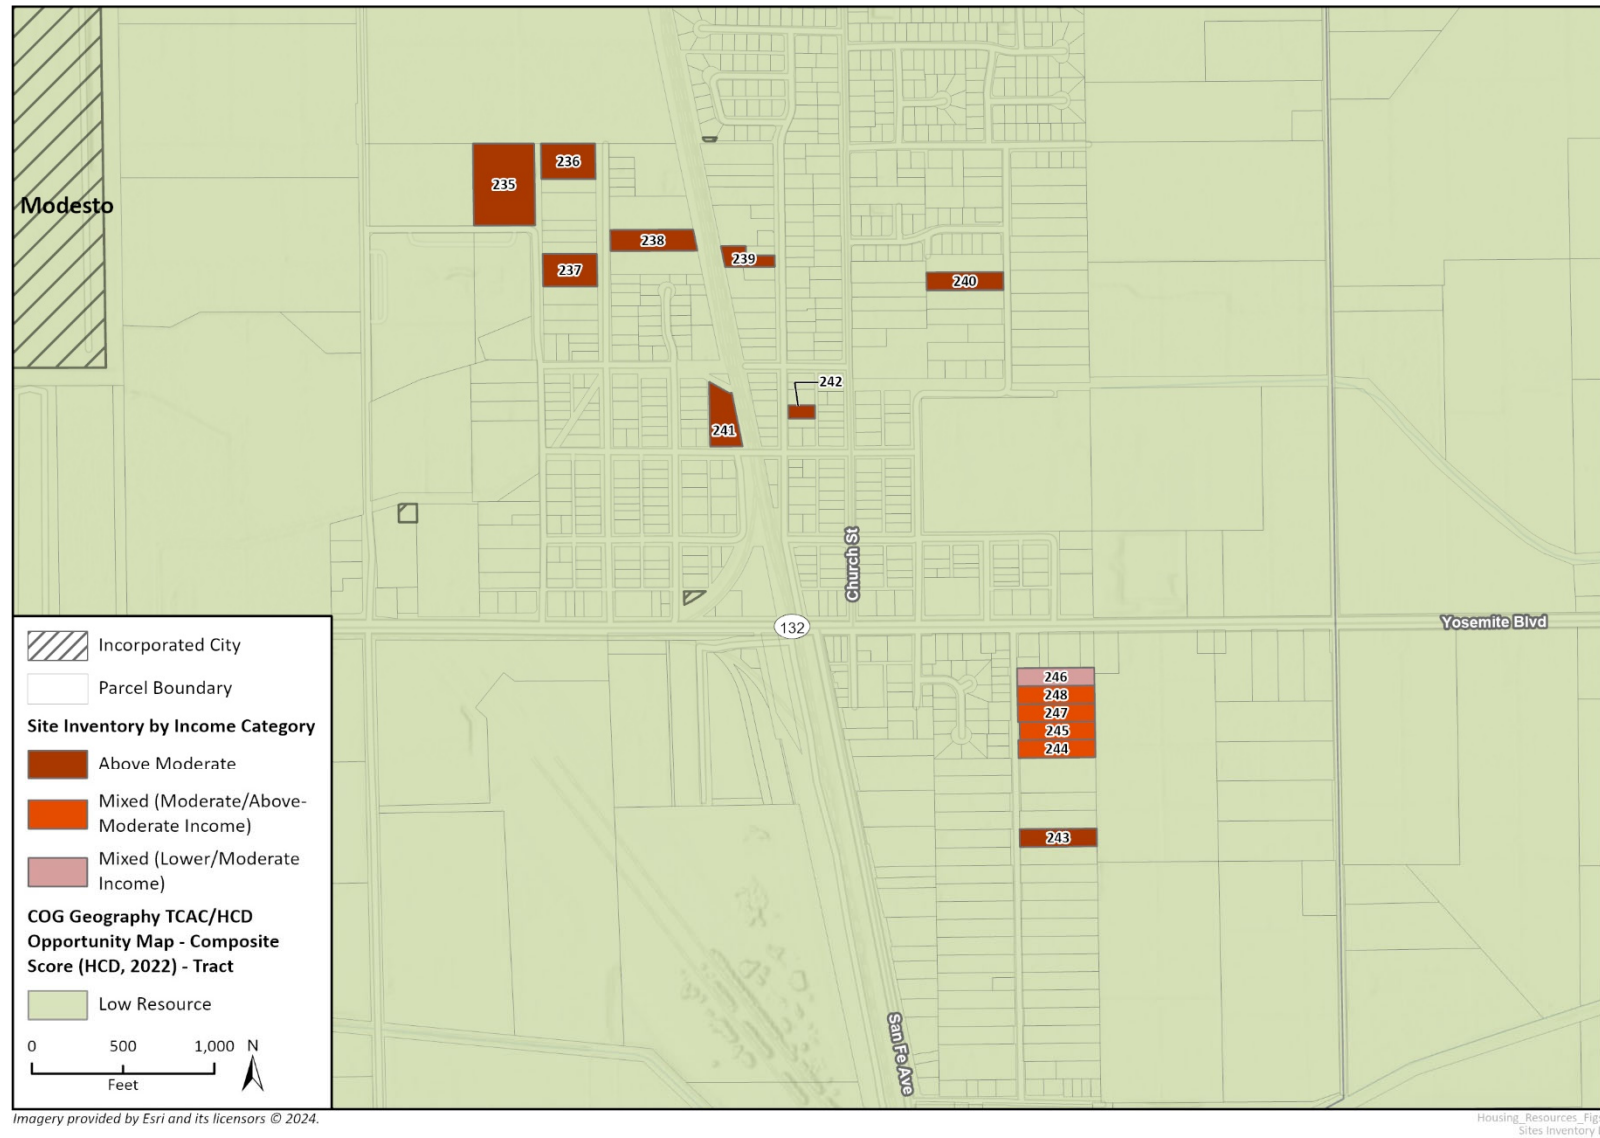 236
235
Modesto
238
239
237
240
242
241
Church St
132
Yosemite Blvd
246
248
247
245
244
243
San Fe Ave
Incorporated City
Parcel Boundary
Site Inventory by Income Category
Above Moderate
Mixed (Moderate/Above-
Moderate Income)
Mixed (Lower/Moderate
Income)
COG Geography TCAC/HCD
Opportunity Map - Composite
Score (HCD, 2022) - Tract
Low Resource
0 500 1,000 N
Feet
Imagery provided by Esri and its licensors © 2024.
Housing_Resources_Figs
Sites Inventory